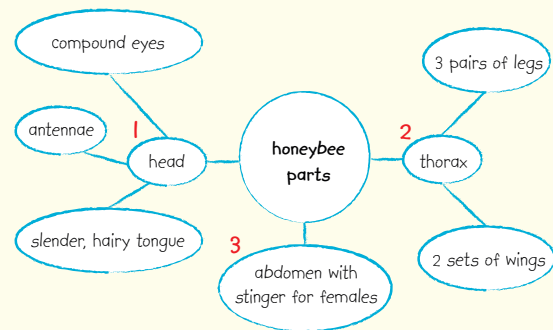 compound eyes
3 pairs of legs
antennae
1
2
head
honeybee
parts
thorax
slender, hairy tongue
3
2 sets of wings
abdomen with
stinger for females